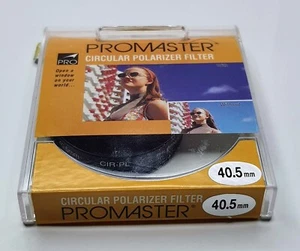 PROMASTER®
CIRCULAR POLARIZER FILTER
PRO
Open a
window
on your
world...
CIR-PL
40.5mm
CIRCULAR POLARIZER FILTER
PROMASTER®
40.5mm